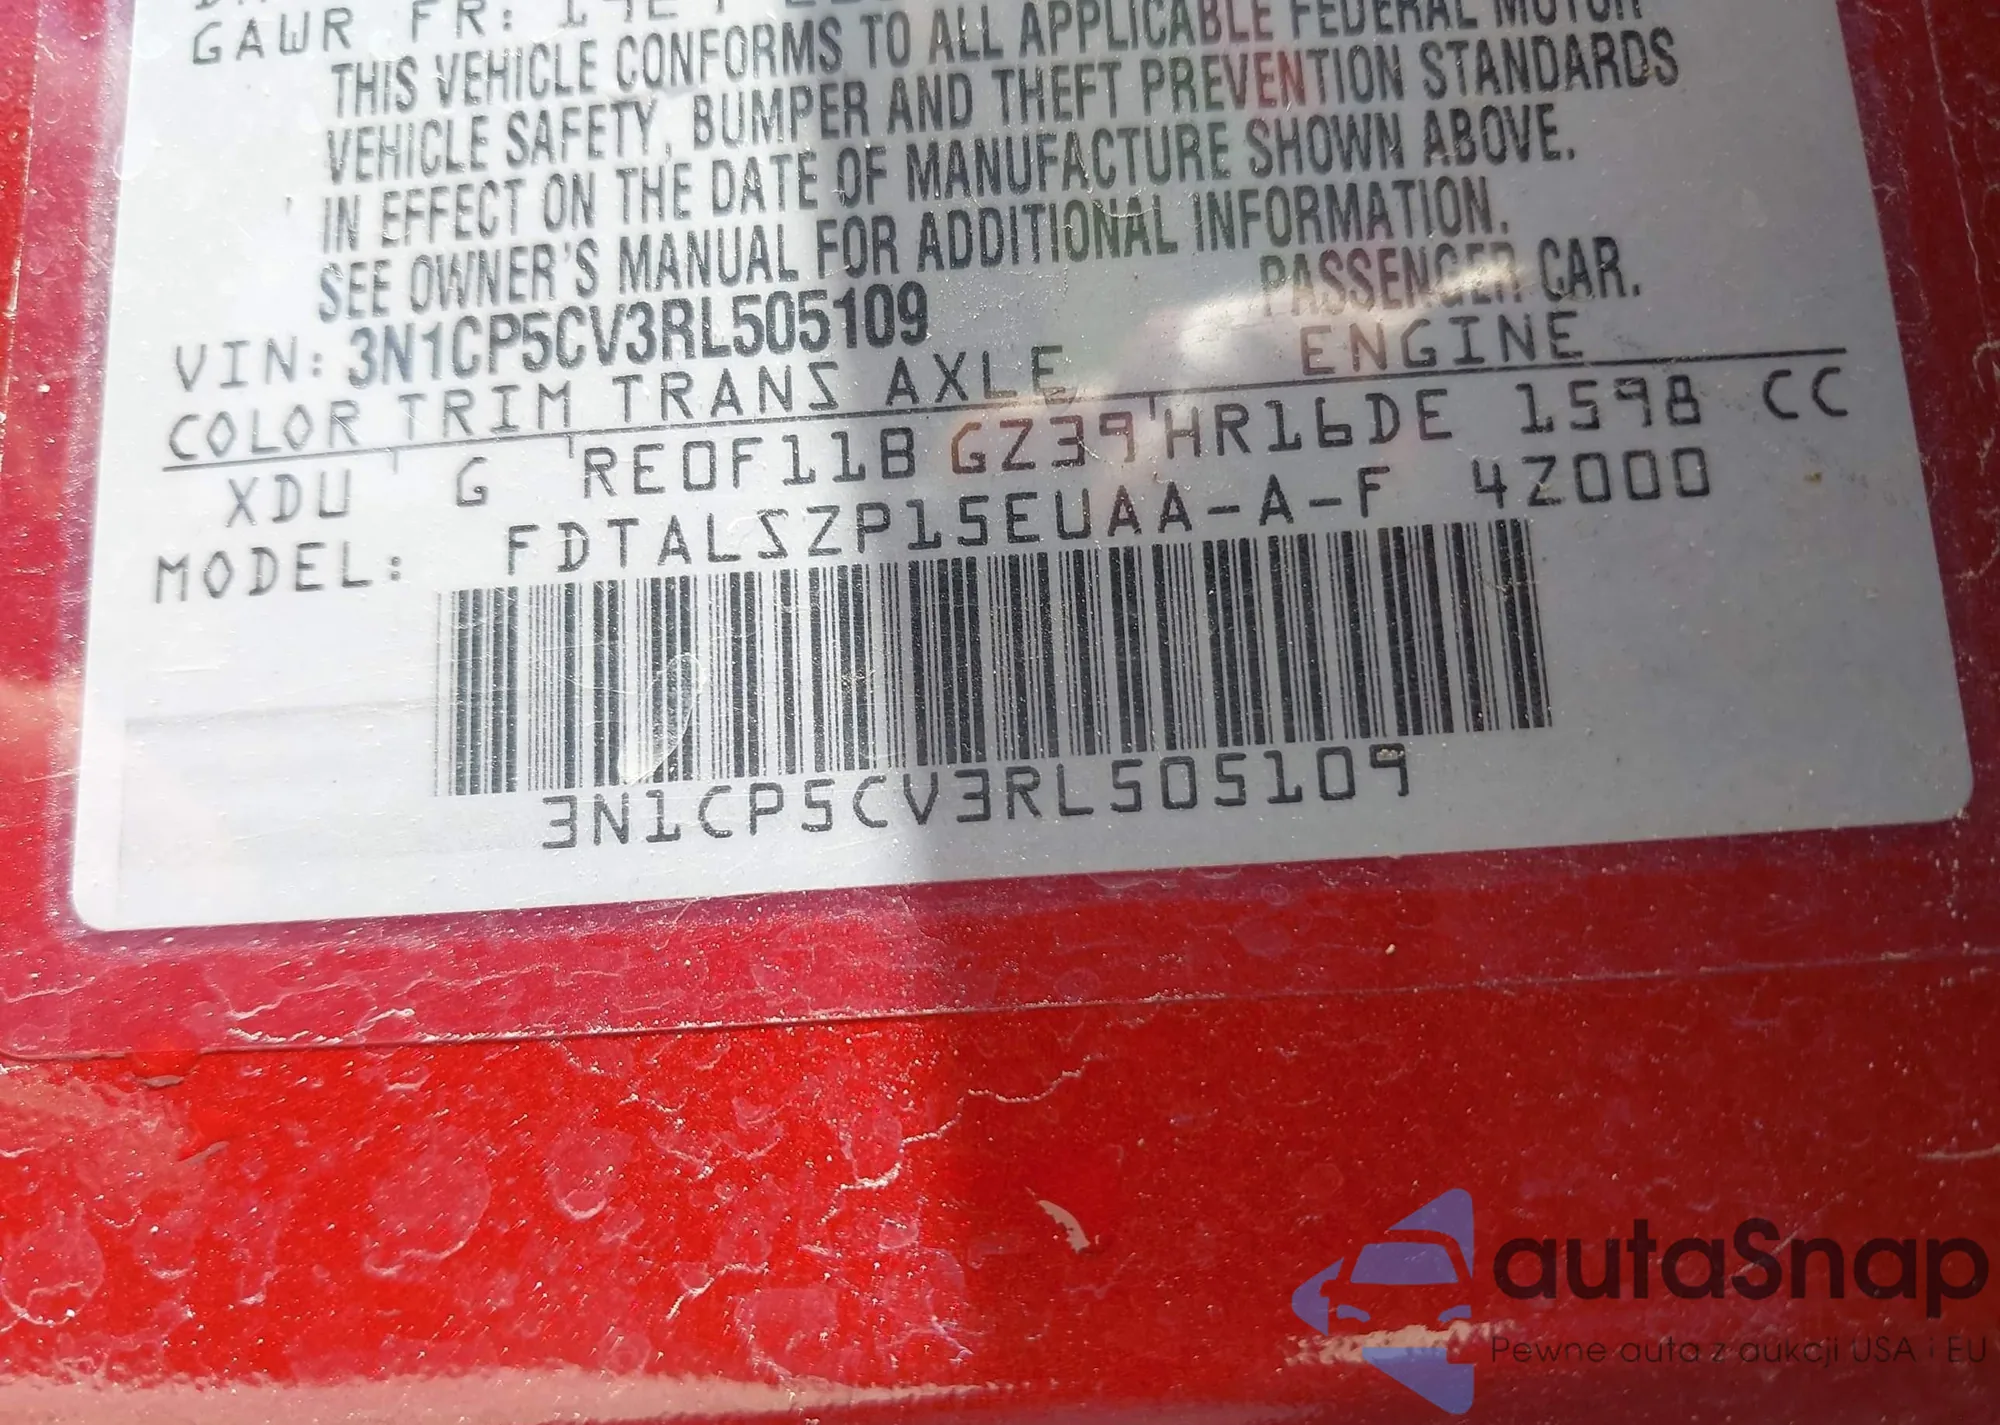 GAWR FR:
THIS VEHICLE CONFORMS TO ALL APPLICABLE FEDERAL MOTOR
VEHICLE SAFETY, BUMPER AND THEFT PREVENTION STANDARDS
IN EFFECT ON THE DATE OF MANUFACTURE SHOWN ABOVE.
SEE OWNER'S MANUAL FOR ADDITIONAL INFORMATION.
PASSENGER CAR.
VIN: 3N1CP5CV3RL505109
COLOR TRIM TRANS AXLE ENGINE
XDU G RE0F11B GZ39 HR16DE 1598 CC
MODEL: FDTALSZP15EUAA-A-F 4Z000
3N1CP5CV3RL505109
autaSnap
Pewne auta z aukcji USA i EU